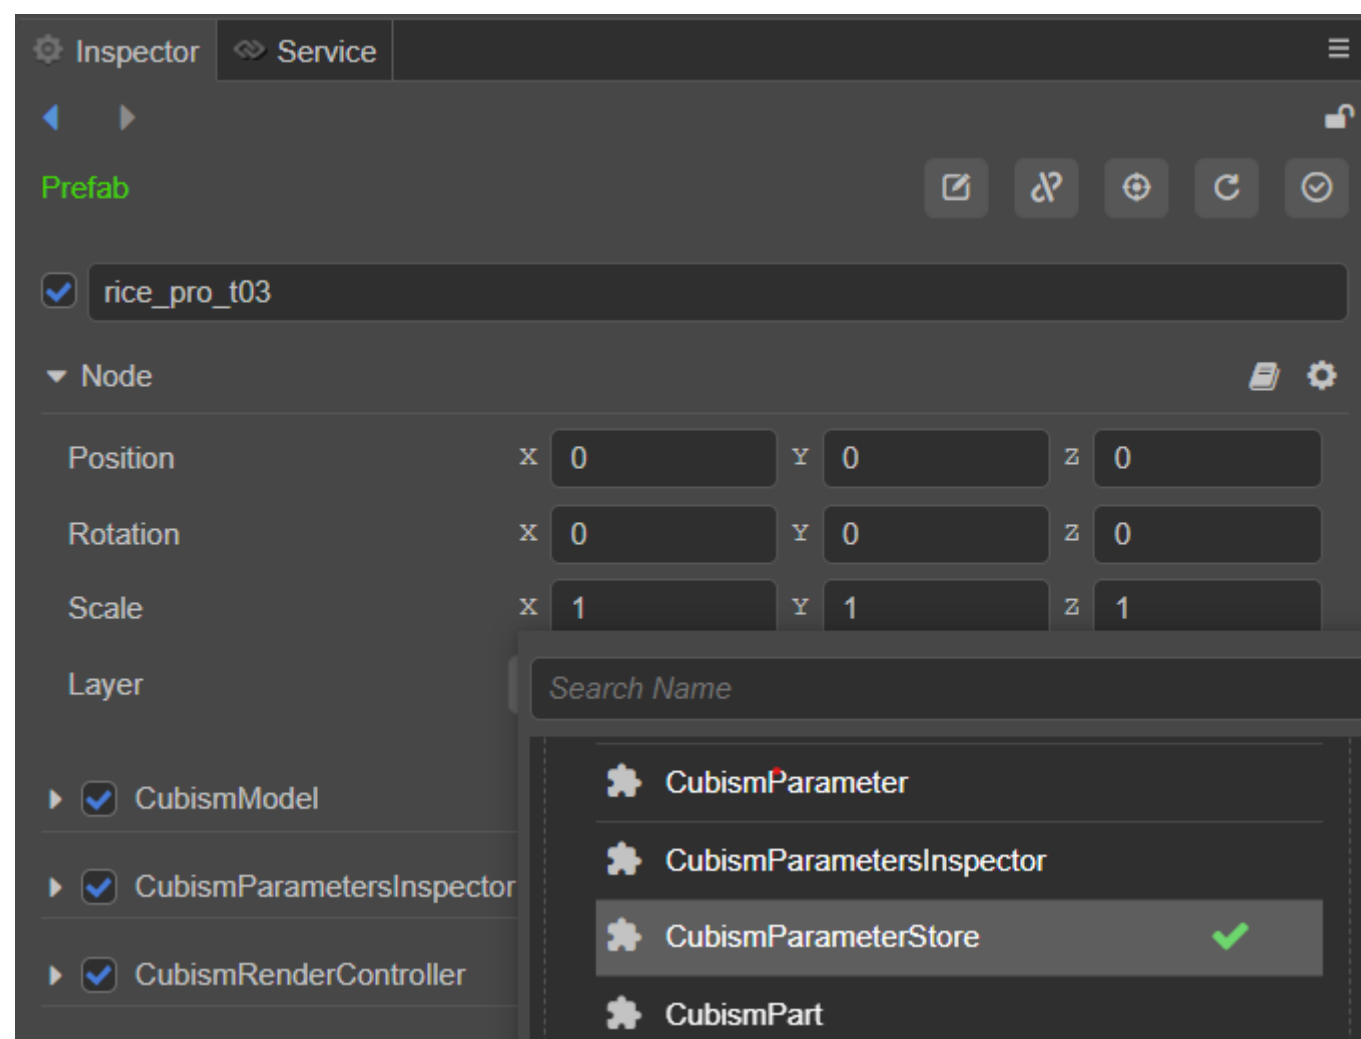 Inspector Service
Prefab
rice_pro_t03
Node
Position X 0 Y 0 Z 0
Rotation X 0 Y 0 Z 0
Scale X 1 Y 1 Z 1
Layer
Search Name
CubismModel
CubismParametersInspector
CubismRenderController
CubismParameter
CubismParametersInspector
CubismParameterStore
CubismPart